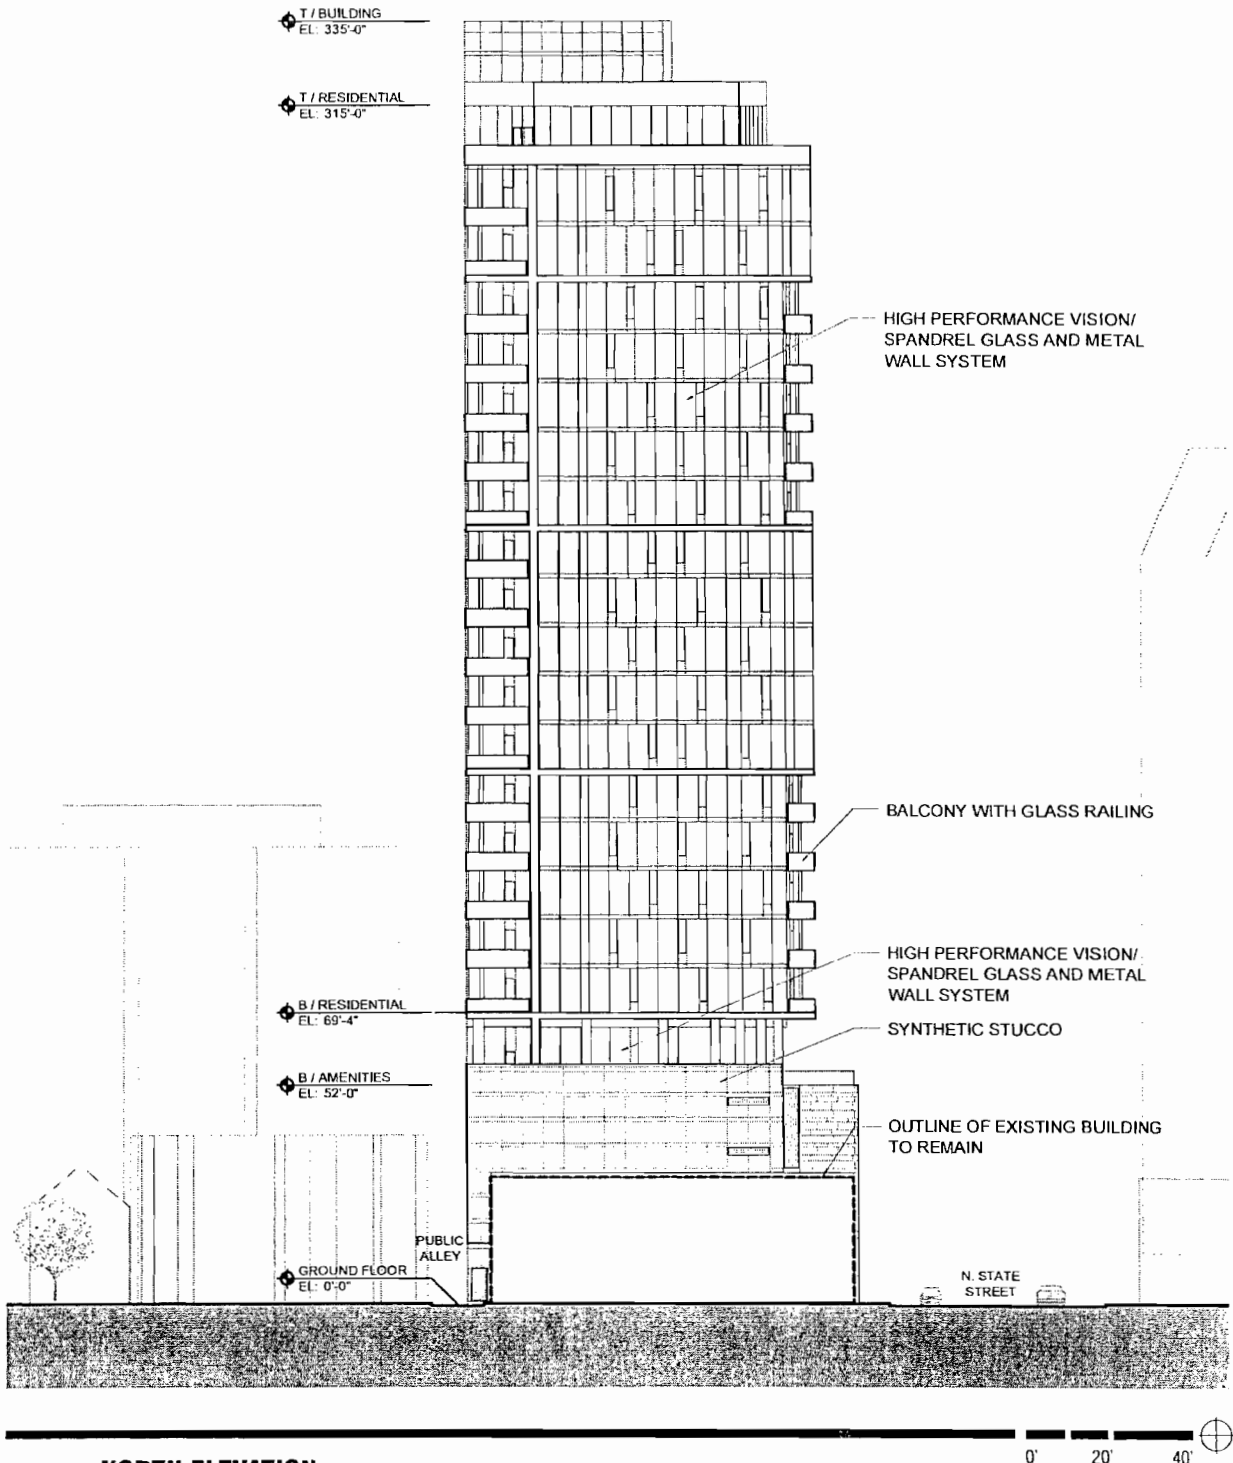 T / BUILDING
EL: 335'-0"
T / RESIDENTIAL
EL: 315'-0"
HIGH PERFORMANCE VISION/
SPANDREL GLASS AND METAL
WALL SYSTEM
BALCONY WITH GLASS RAILING
HIGH PERFORMANCE VISION/
SPANDREL GLASS AND METAL
WALL SYSTEM
B / RESIDENTIAL
EL: 69'-4"
SYNTHETIC STUCCO
B / AMENITIES
EL: 52'-0"
OUTLINE OF EXISTING BUILDING
TO REMAIN
PUBLIC
ALLEY
GROUND FLOOR
EL: 0'-0"
N. STATE
STREET
0' 20' 40'
NORTH ELEVATION